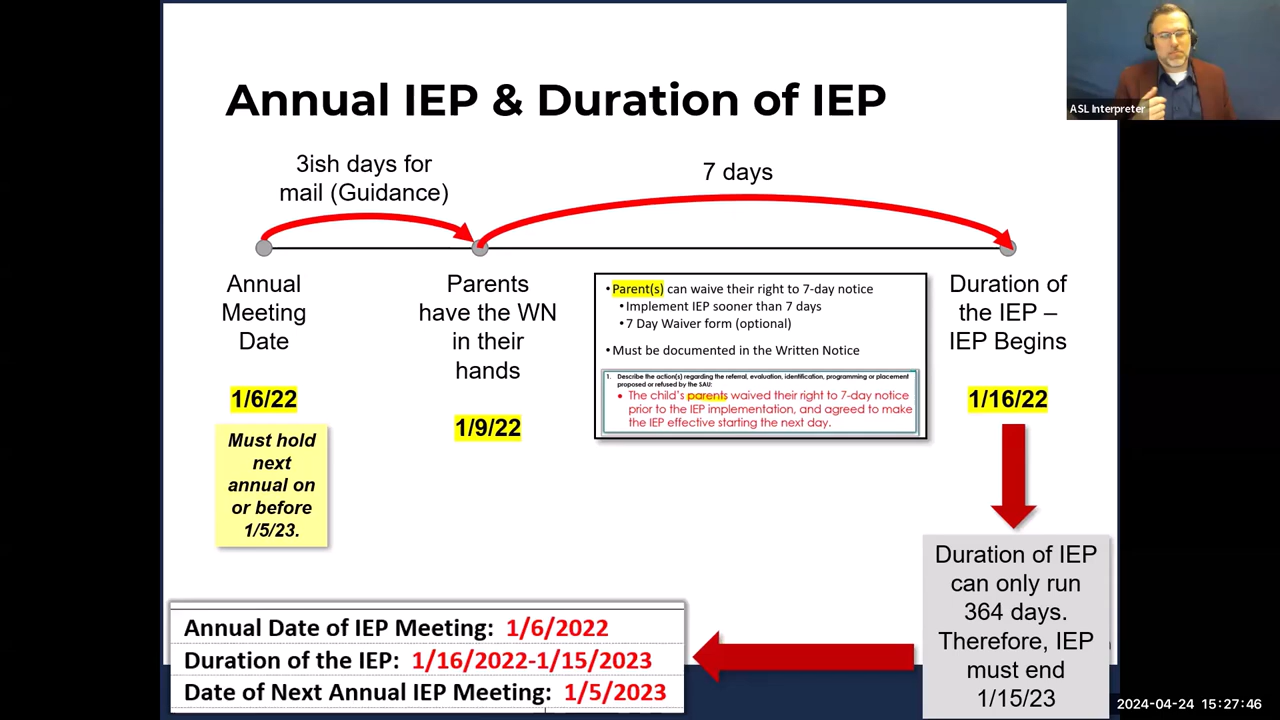 Annual IEP & Duration of IEP
ASL Interpreter
3ish days for
mail (Guidance)
7 days
Annual
Meeting
Date
1/6/22
Must hold
next
annual on
or before
1/5/23.
Parents
have the WN
in their
hands
1/9/22
•Parent(s) can waive their right to 7-day notice
•Implement IEP sooner than 7 days
•7 Day Waiver form (optional)
•Must be documented in the Written Notice
1. Describe the action(s) regarding the referral, evaluation, identification, programming or placement
proposed or refused by the SAU:
• The child's parents waived their right to 7-day notice
prior to the IEP implementation, and agreed to make
the IEP effective starting the next day.
Duration of
the IEP –
IEP Begins
1/16/22
Duration of IEP
can only run
364 days.
Therefore, IEP
must end
1/15/23
Annual Date of IEP Meeting: 1/6/2022
Duration of the IEP: 1/16/2022-1/15/2023
Date of Next Annual IEP Meeting: 1/5/2023
2024-04-24 15:27:46